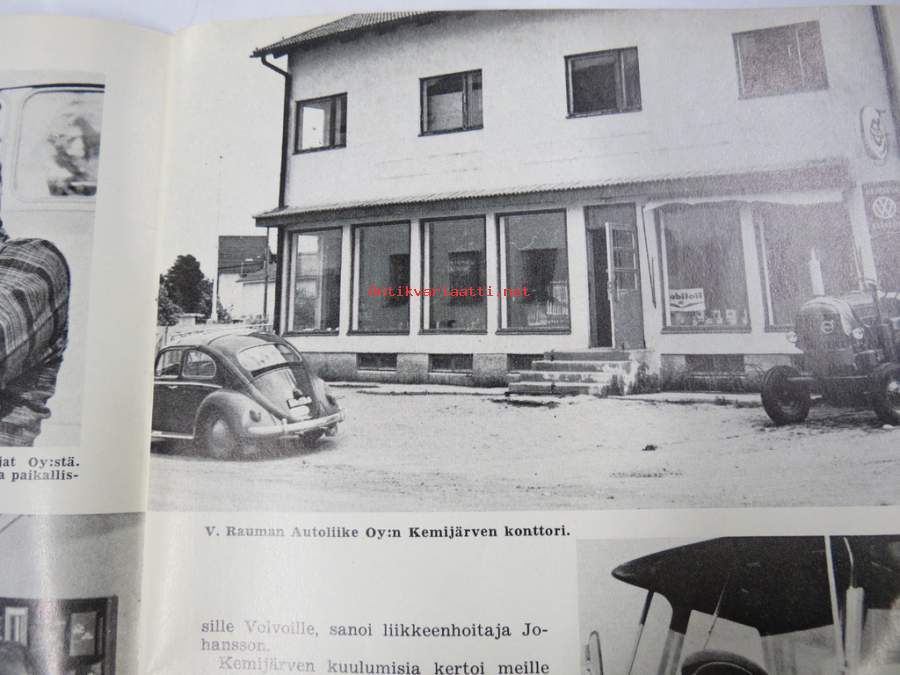 antikvariaatti.net
Mobiloil
jat Oy:stä.
a paikallis-
V. Rauman Autoliike Oy:n Kemijärven konttori.
sille Volvoille, sanoi liikkeenhoitaja Jo-
hansson.
Kemijärven kuulumisia kertoi meille